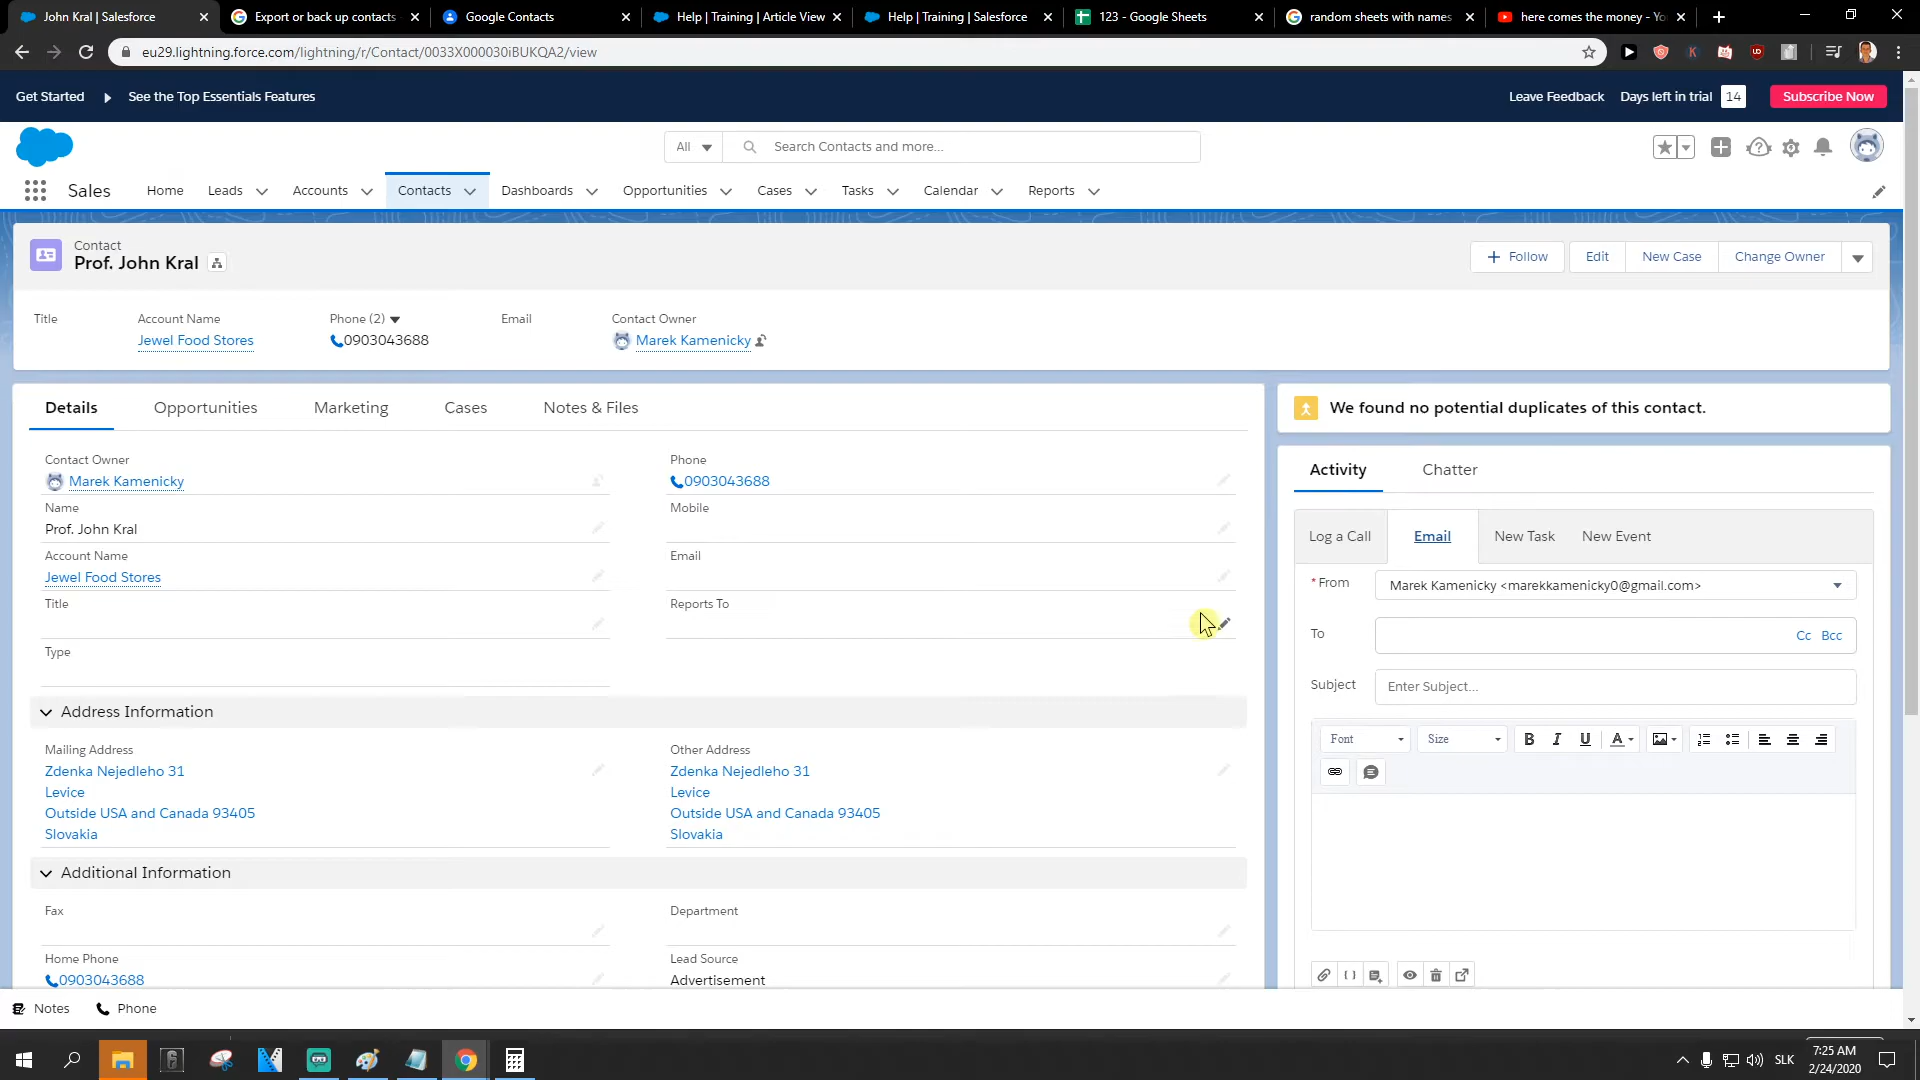 John Kral | Salesforce
Export or back up contacts
Google Contacts
Help | Training | Article View
Help | Training | Salesforce
123 - Google Sheets
random sheets with names
here comes the money - Yo
eu29.lightning.force.com/lightning/r/Contact/0033X000030iBUKQA2/view
Get Started
See the Top Essentials Features
Leave Feedback
Days left in trial 14
Subscribe Now
All
Search Contacts and more...
Sales
Home
Leads
Accounts
Contacts
Dashboards
Opportunities
Cases
Tasks
Calendar
Reports
Contact
Prof. John Kral
Follow
Edit
New Case
Change Owner
Title
Account Name
Phone (2)
Email
Contact Owner
Jewel Food Stores
0903043688
Marek Kamenicky
Details
Opportunities
Marketing
Cases
Notes & Files
Contact Owner
Marek Kamenicky
Phone
0903043688
Name
Prof. John Kral
Mobile
Account Name
Jewel Food Stores
Email
Title
Reports To
Type
Address Information
Mailing Address
Zdenka Nejedleho 31
Levice
Outside USA and Canada 93405
Slovakia
Other Address
Zdenka Nejedleho 31
Levice
Outside USA and Canada 93405
Slovakia
Additional Information
Fax
Department
Home Phone
0903043688
Lead Source
Advertisement
We found no potential duplicates of this contact.
Activity
Chatter
Log a Call
Email
New Task
New Event
* From
Marek Kamenicky <marekkamenicky0@gmail.com>
To
Cc
Bcc
Subject
Enter Subject...
Font
Size
B
I
U
A
Notes
Phone
SLK
7:25 AM
2/24/2020